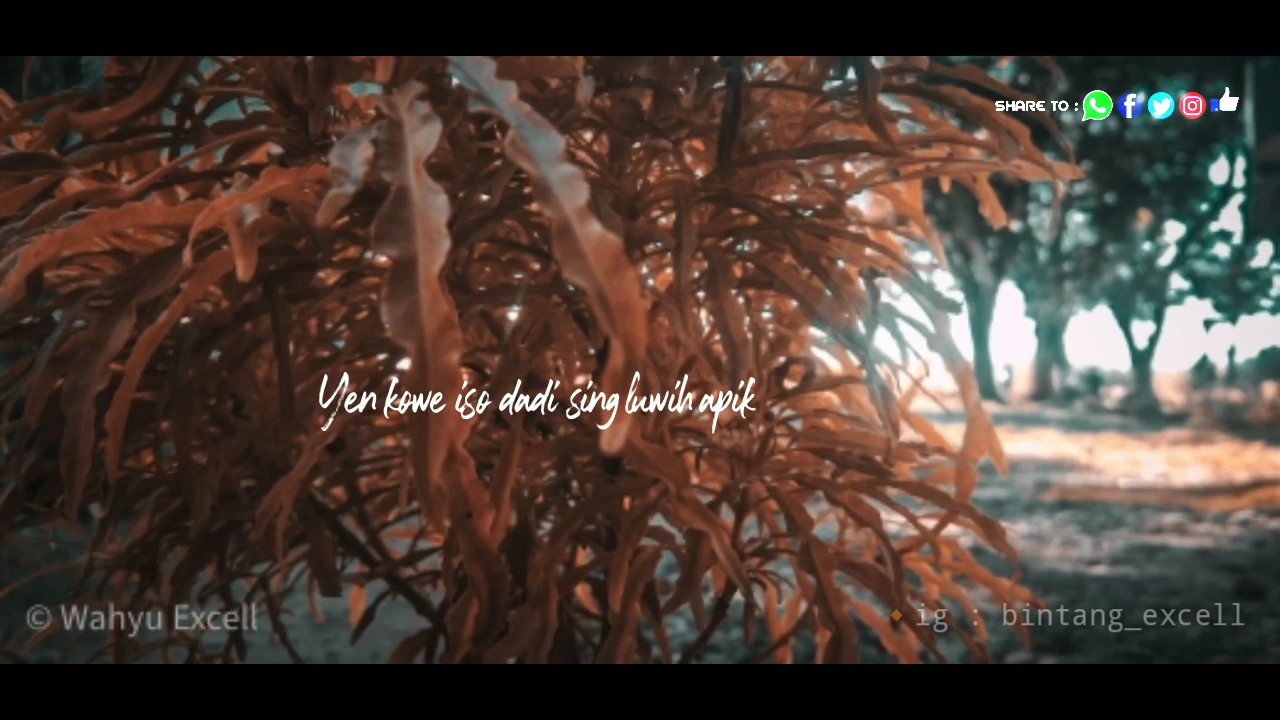 SHARE TO :
Yen kowe iso dadi sing luwih apik
© Wahyu Excell
ig : bintang_excell